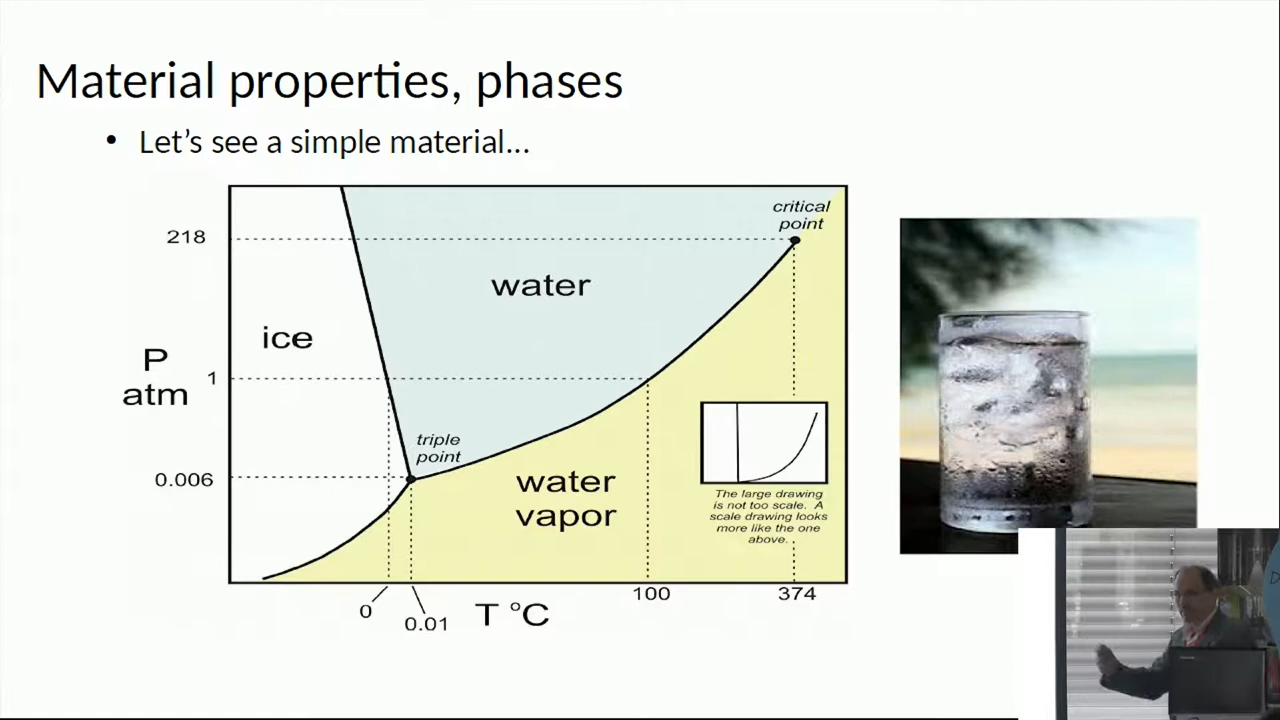 Material properties, phases
• Let's see a simple material...
critical
point
218
water
ice
P
atm
1
triple
point
0.006
water
vapor
The large drawing
is not too scale. A
scale drawing looks
more like the one
above.
0
0.01
T °C
100
374